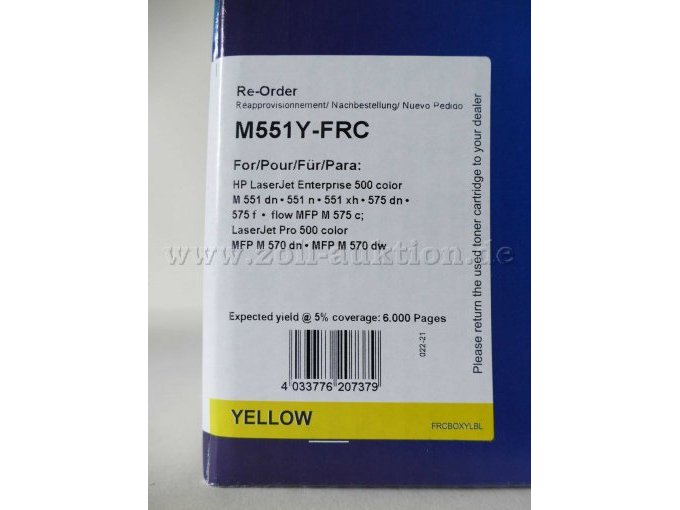 Re-Order
Réapprovisionnement/ Nachbestellung/ Nuevo Pedido
M551Y-FRC
For/Pour/Für/Para:
HP LaserJet Enterprise 500 color
M 551 dn • 551 n • 551 xh • 575 dn •
575 f • flow MFP M 575 c;
LaserJet Pro 500 color
MFP M 570 dn • MFP M 570 dw
www.zoll-auktion.de
Expected yield @ 5% coverage: 6.000 Pages
4 033776 207379
022-21
YELLOW
FRCBOXYLBL
Please return the used toner cartridge to your dealer